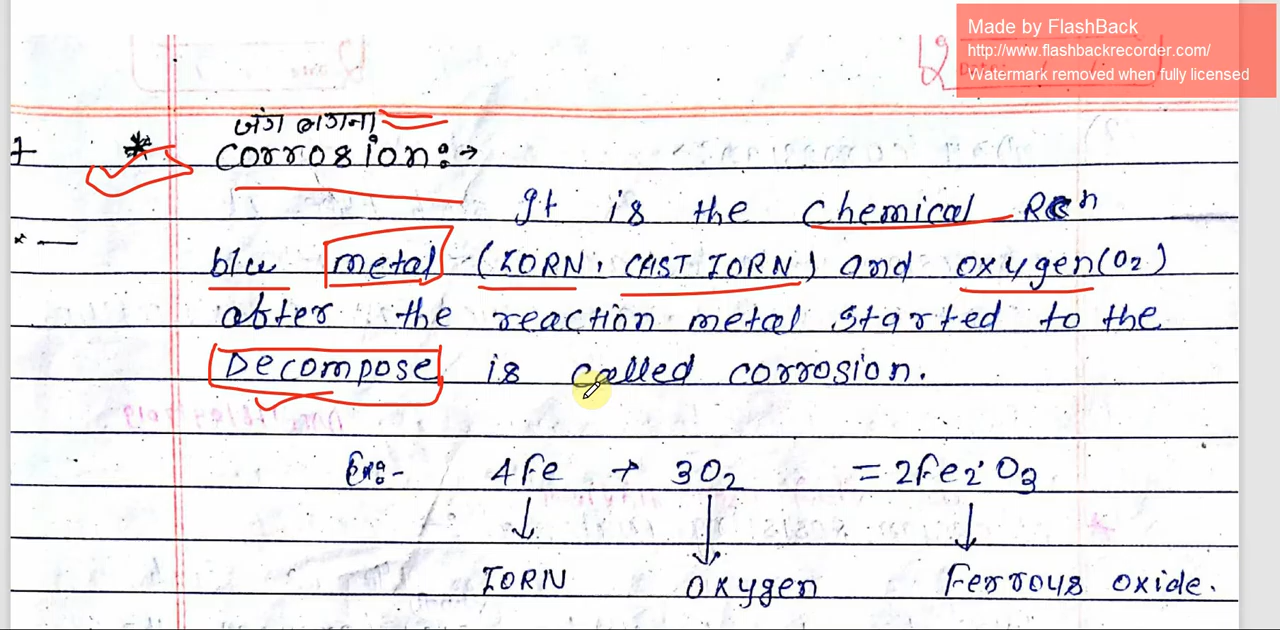 Made by FlashBack
http://www.flashbackrecorder.com/
Watermark removed when fully licensed
जंग लगना
* Corrosion:→
It is the chemical Rxn
b/w metal (IORN, CAST IORN) and oxygen(O2)
after the reaction metal started to the
Decompose is called corrosion.
Ex:- 4Fe + 3O2 = 2Fe2O3
IORN Oxygen Ferrous oxide.